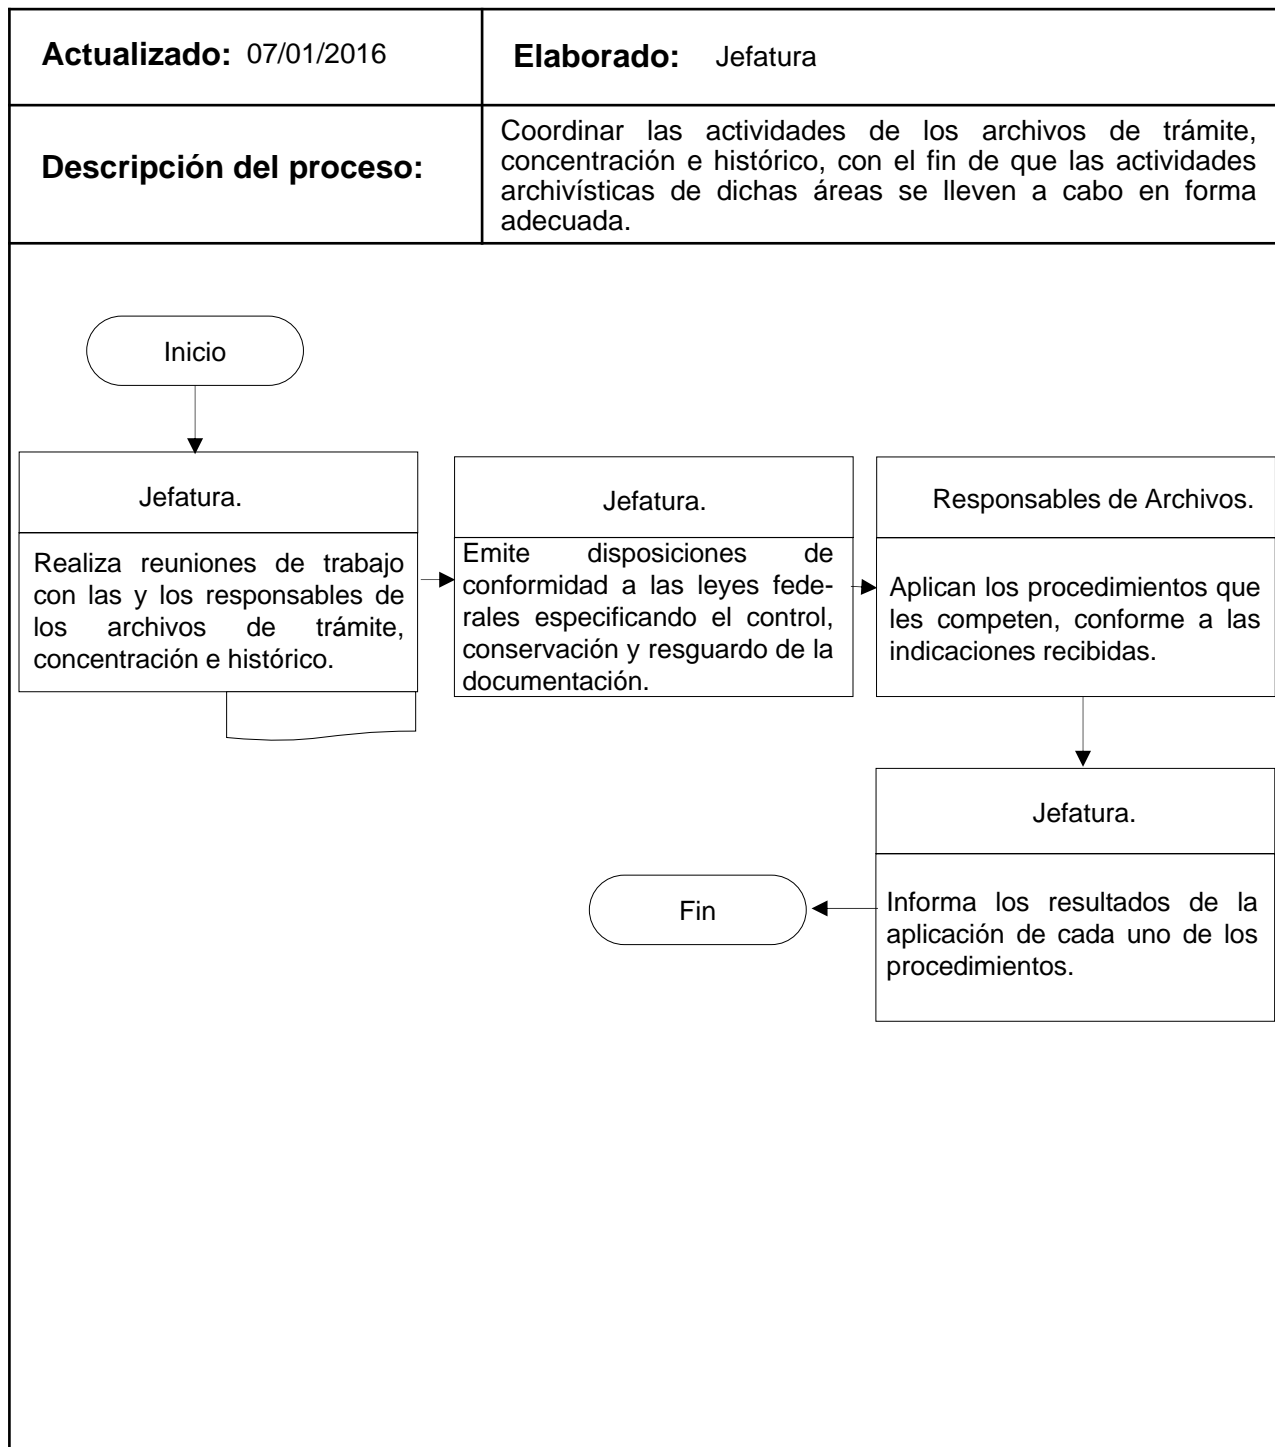 Actualizado: 07/01/2016
Elaborado: Jefatura
Descripción del proceso:
Coordinar las actividades de los archivos de trámite,
concentración e histórico, con el fin de que las actividades
archivísticas de dichas áreas se lleven a cabo en forma
adecuada.
Inicio
Jefatura.
Realiza reuniones de trabajo
con las y los responsables de
los archivos de trámite,
concentración e histórico.
Jefatura.
Emite disposiciones de
conformidad a las leyes fede-
rales especificando el control,
conservación y resguardo de la
documentación.
Responsables de Archivos.
Aplican los procedimientos que
les competen, conforme a las
indicaciones recibidas.
Jefatura.
Informa los resultados de la
aplicación de cada uno de los
procedimientos.
Fin